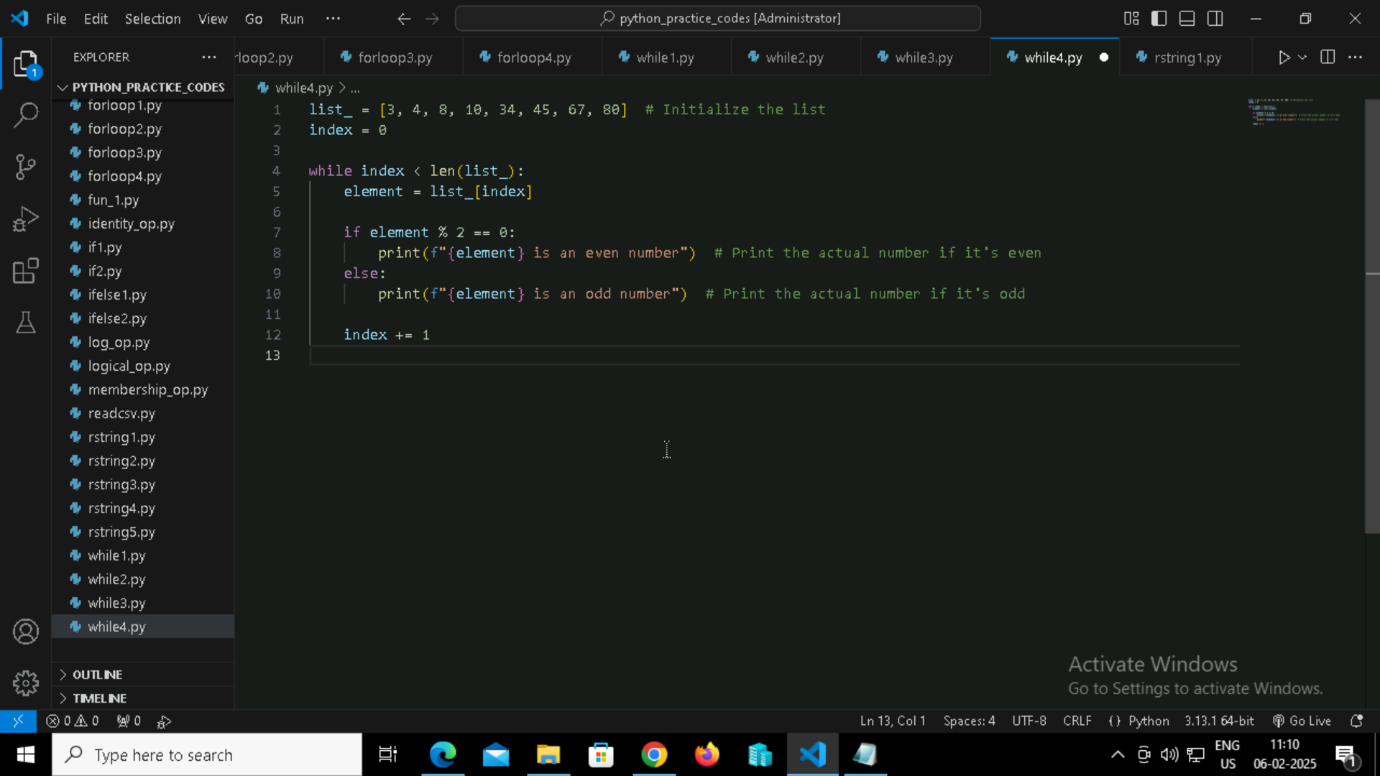 File Edit Selection View Go Run ···
python_practice_codes [Administrator]
EXPLORER ···
rloop2.py forloop3.py forloop4.py while1.py while2.py while3.py while4.py rstring1.py
PYTHON_PRACTICE_CODES
while4.py > ...
forloop1.py
forloop2.py
forloop3.py
forloop4.py
fun_1.py
identity_op.py
if1.py
if2.py
ifelse1.py
ifelse2.py
log_op.py
logical_op.py
membership_op.py
readcsv.py
rstring1.py
rstring2.py
rstring3.py
rstring4.py
rstring5.py
while1.py
while2.py
while3.py
while4.py
OUTLINE
TIMELINE
1 list_ = [3, 4, 8, 10, 34, 45, 67, 80]  # Initialize the list
2 index = 0
3
4 while index < len(list_):
5     element = list_[index]
6
7     if element % 2 == 0:
8         print(f"{element} is an even number")  # Print the actual number if it's even
9     else:
10         print(f"{element} is an odd number")  # Print the actual number if it's odd
11
12     index += 1
13
Activate Windows
Go to Settings to activate Windows.
1
0 0 0 Ln 13, Col 1 Spaces: 4 UTF-8 CRLF {} Python 3.13.1 64-bit Go Live
Type here to search
ENG
US
11:10
06-02-2025
1